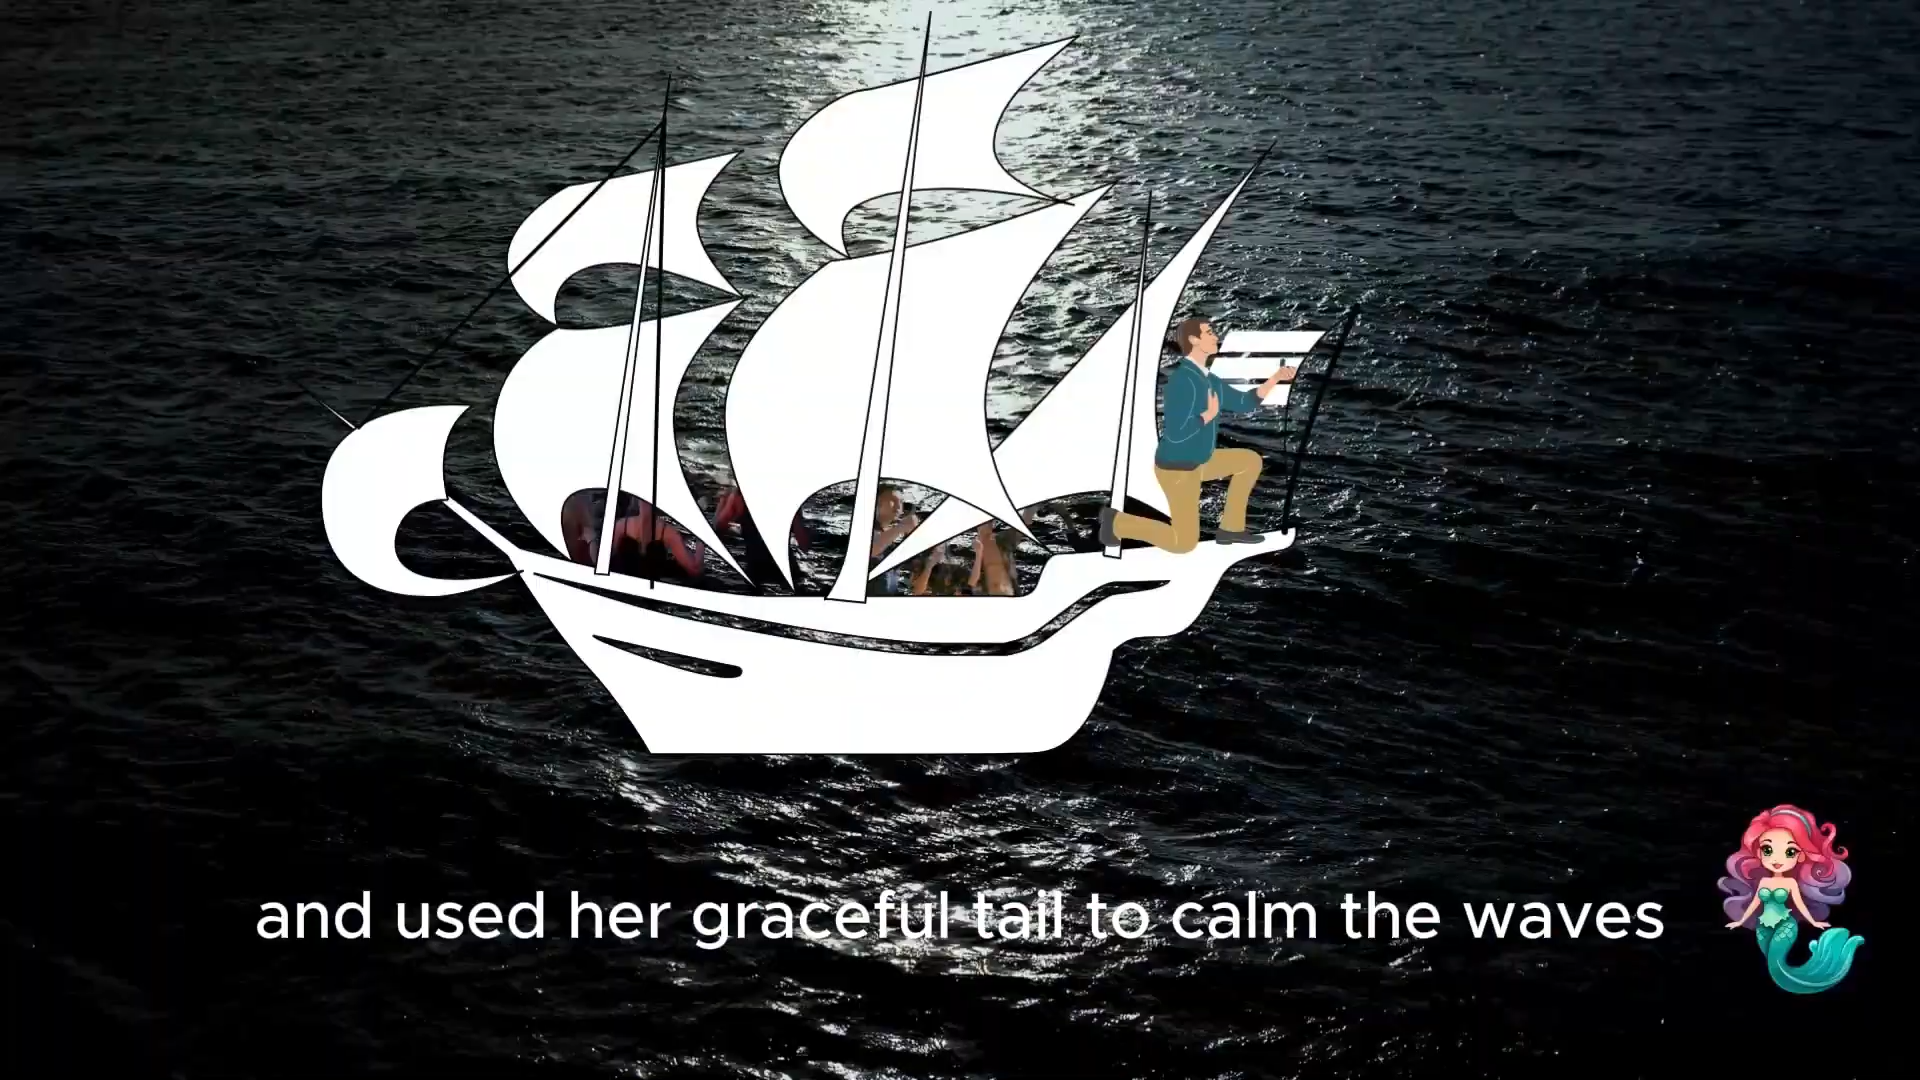 and used her graceful tail to calm the waves